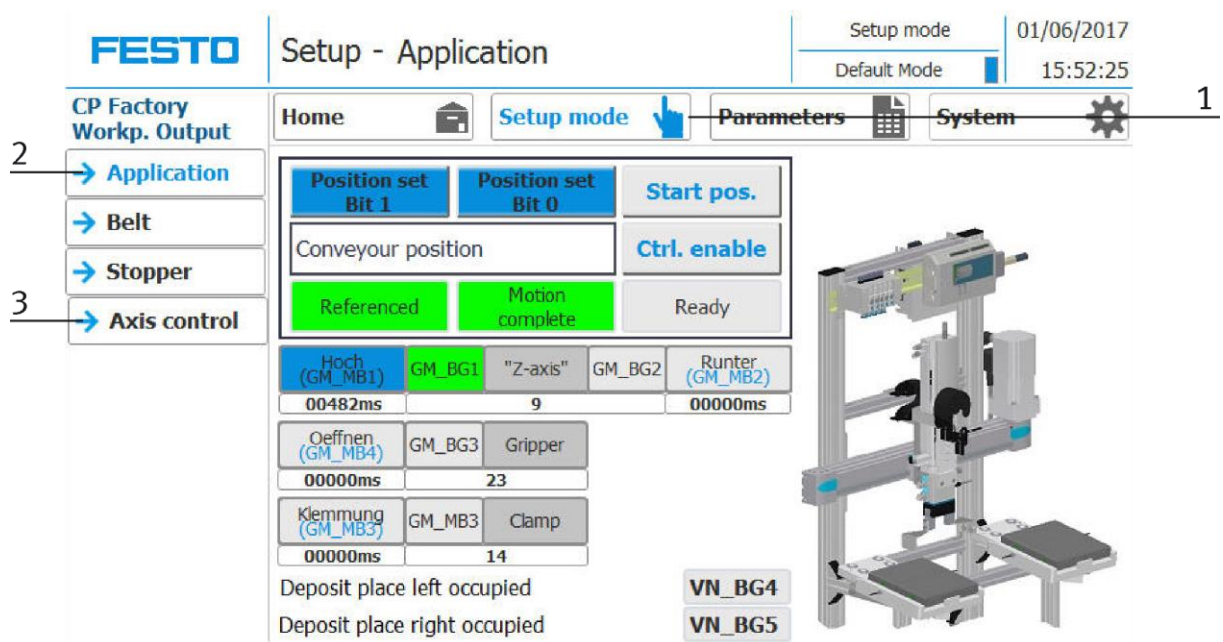 FESTO
Setup - Application
Setup mode
Default Mode
01/06/2017
15:52:25
CP Factory
Workp. Output
Home
Setup mode
Parameters
System
1
2
Application
Belt
Stopper
3
Axis control
Position set
Bit 1
Position set
Bit 0
Start pos.
Conveyour position
Ctrl. enable
Referenced
Motion
complete
Ready
Hoch
(GM_MB1)
GM_BG1
"Z-axis"
GM_BG2
Runter
(GM_MB2)
00482ms
9
00000ms
Oeffnen
(GM_MB4)
GM_BG3
Gripper
00000ms
23
Klemmung
(GM_MB3)
GM_MB3
Clamp
00000ms
14
Deposit place left occupied
VN_BG4
Deposit place right occupied
VN_BG5